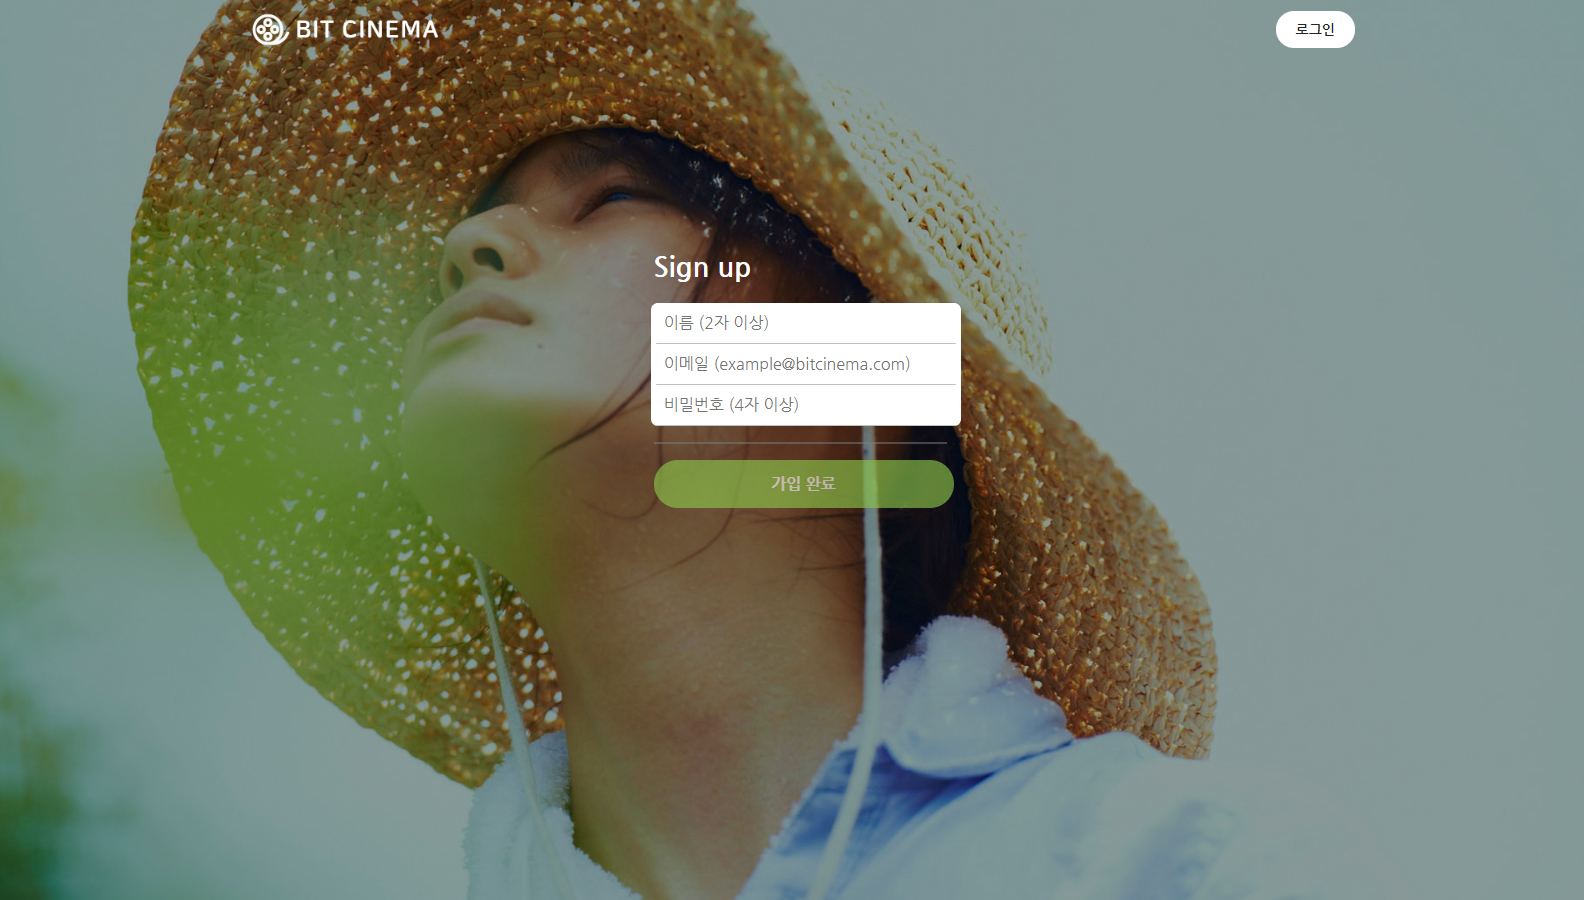 BIT CINEMA
로그인
Sign up
이름 (2자 이상)
이메일 (example@bitcinema.com)
비밀번호 (4자 이상)
가입 완료